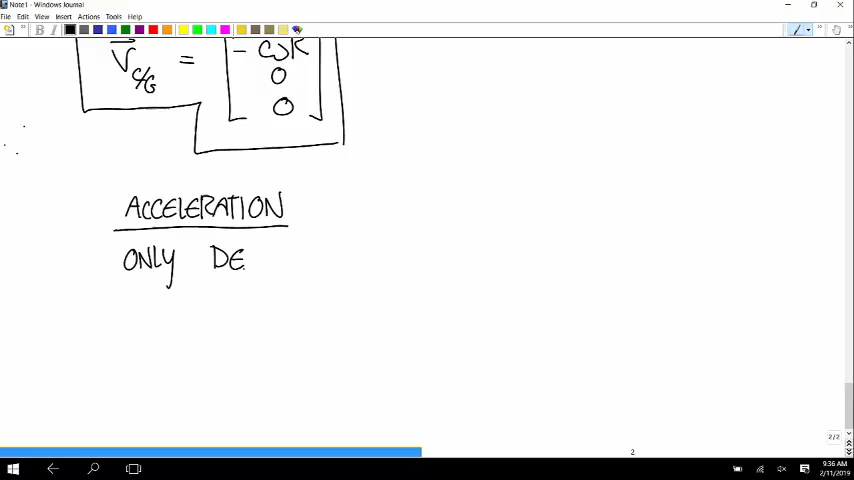 Note1 - Windows Journal
File Edit View Insert Actions Tools Help
B I
V⃗ C/G = [ - ωR
0
0 ]
ACCELERATION
ONLY DE
2/2
2
9:36 AM
2/11/2019